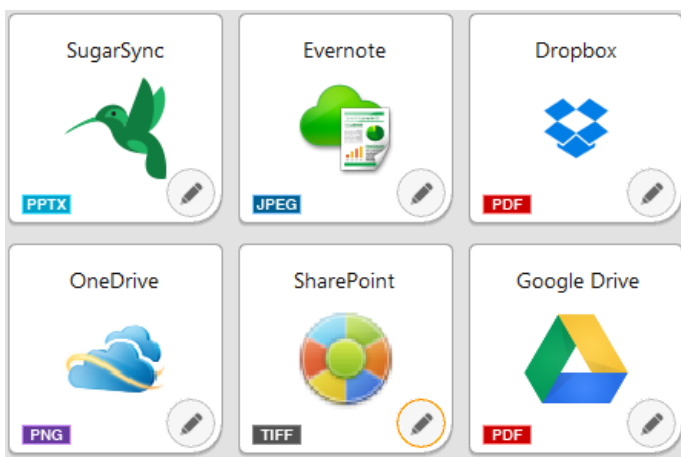 SugarSync
PPTX
Evernote
JPEG
Dropbox
PDF
OneDrive
PNG
SharePoint
TIFF
Google Drive
PDF